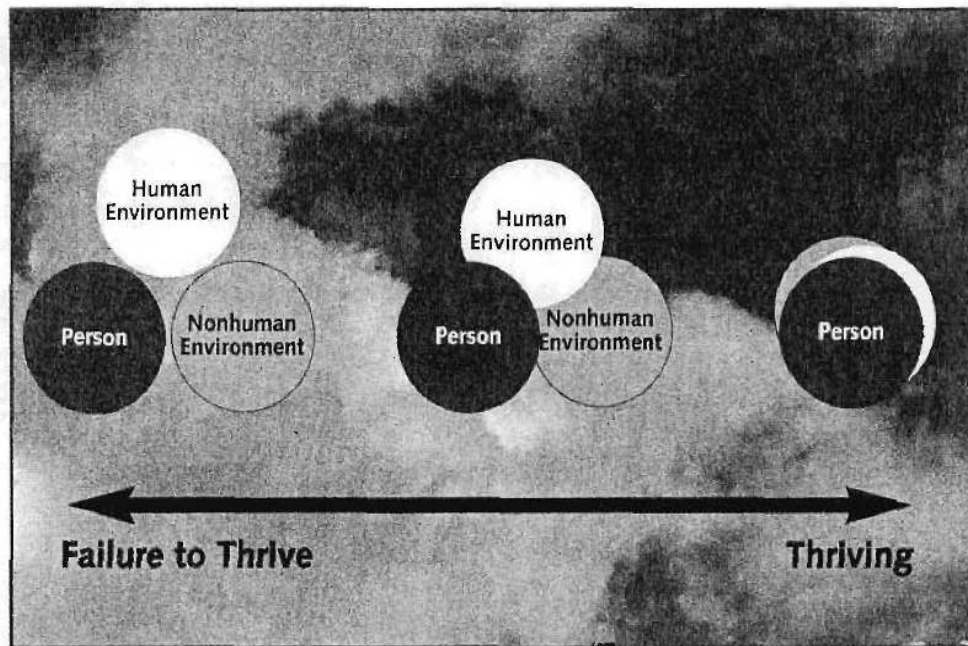 Human
Environment
Person
Nonhuman
Environment
Human
Environment
Person
Nonhuman
Environment
Person
Failure to Thrive
Thriving